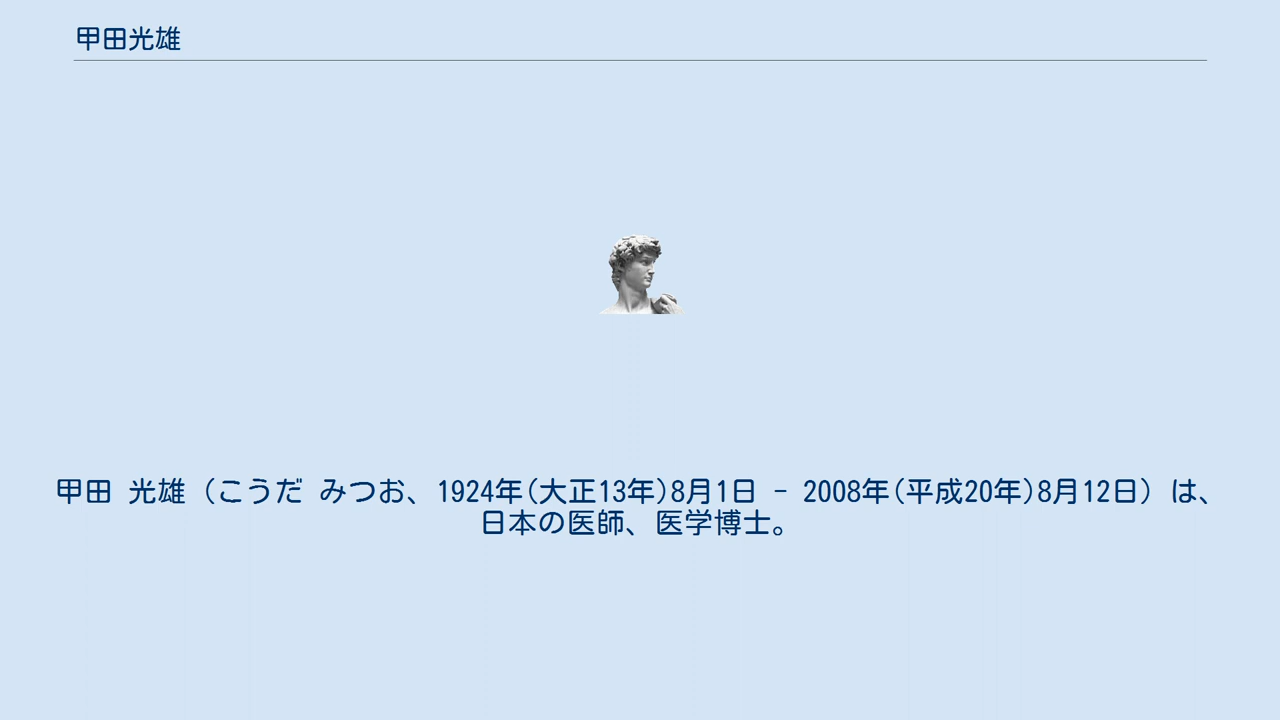 甲田光雄
甲田 光雄（こうだ みつお、1924年(大正13年)8月1日 - 2008年(平成20年)8月12日）は、
日本の医師、医学博士。